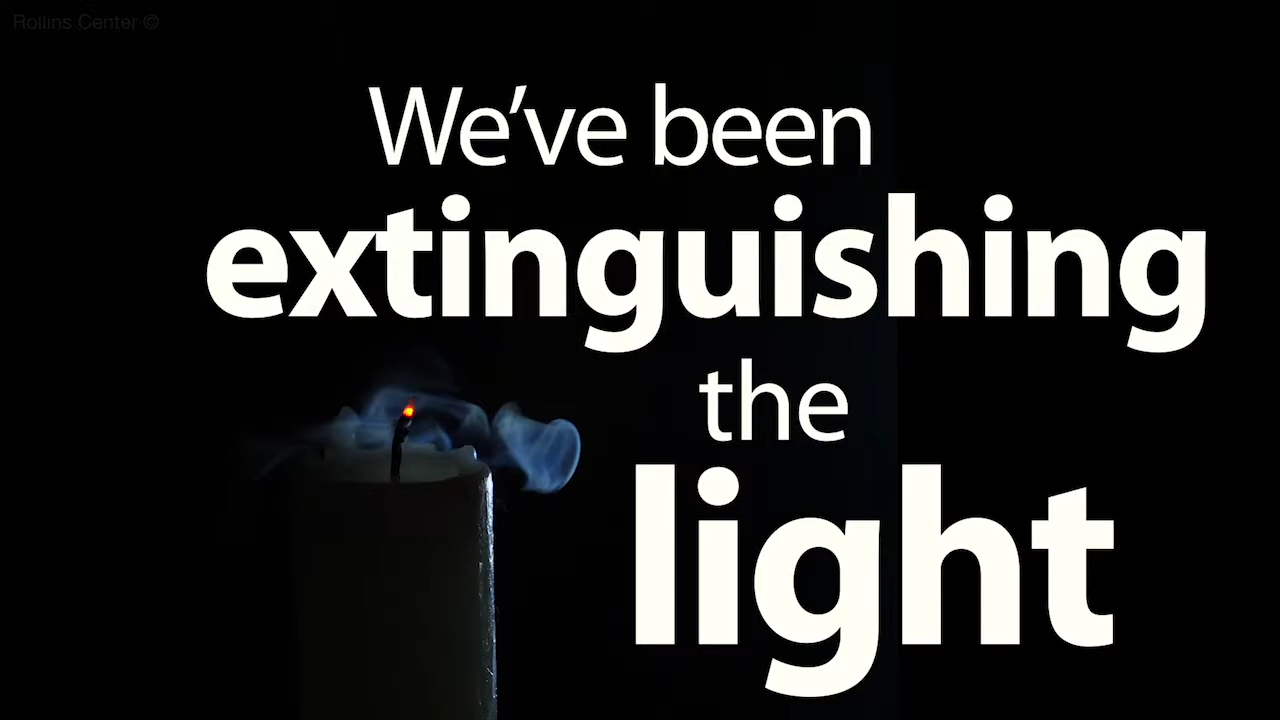 Rollins Center ©
We’ve been
extinguishing
the
light